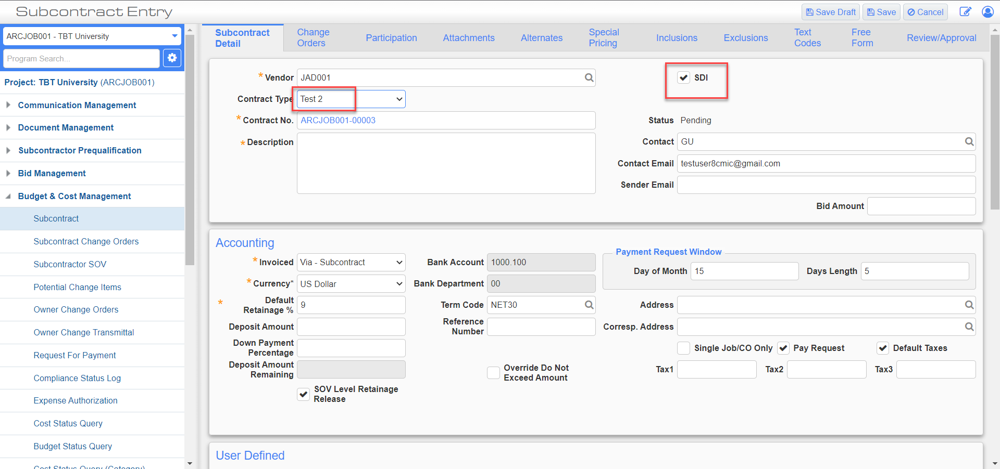 Subcontract Entry
Save Draft
Save
Cancel
ARCJOB001 - TBT University
Program Search...
Project: TBT University (ARCJOB001)
Communication Management
Document Management
Subcontractor Prequalification
Bid Management
Budget & Cost Management
Subcontract
Subcontract Change Orders
Subcontractor SOV
Potential Change Items
Owner Change Orders
Owner Change Transmittal
Request For Payment
Compliance Status Log
Expense Authorization
Cost Status Query
Budget Status Query
Cost Status Query (Category)
Subcontract
Detail
Change
Orders
Participation
Attachments
Alternates
Special
Pricing
Inclusions
Exclusions
Text
Codes
Free
Form
Review/Approval
* Vendor JAD001
SDI
Contract Type Test 2
* Contract No. ARCJOB001-00003
Status Pending
* Description
Contact GU
Contact Email testuser8cmic@gmail.com
Sender Email
Bid Amount
Accounting
* Invoiced Via - Subcontract
Bank Account 1000.100
Payment Request Window
Day of Month 15
Days Length 5
* Currency* US Dollar
Bank Department 00
* Default
Retainage % 9
Term Code NET30
Address
Deposit Amount
Reference
Number
Corresp. Address
Down Payment
Percentage
Single Job/CO Only
Pay Request
Default Taxes
Deposit Amount
Remaining
Override Do Not
Exceed Amount
Tax1
Tax2
Tax3
SOV Level Retainage
Release
User Defined